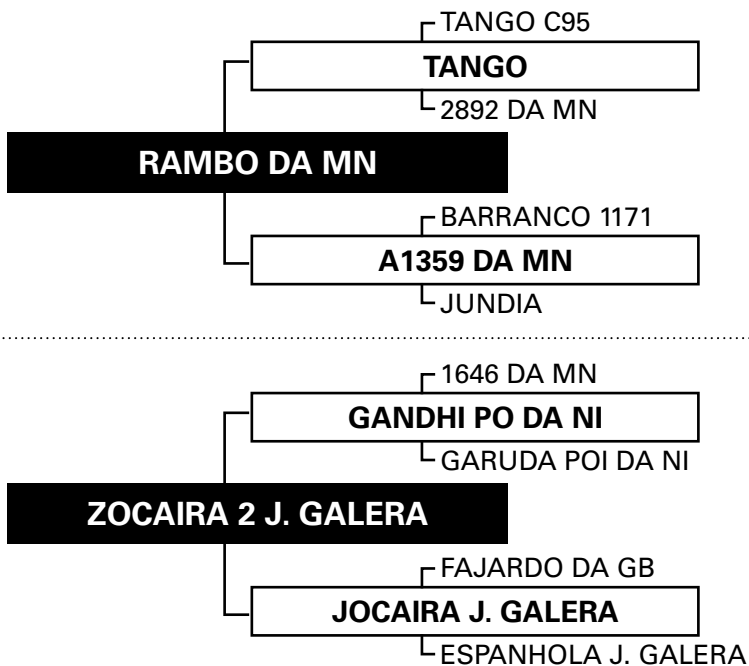 TANGO C95
TANGO
2892 DA MN
RAMBO DA MN
BARRANCO 1171
A1359 DA MN
JUNDIA
1646 DA MN
GANDHI PO DA NI
GARUDA POI DA NI
ZOCAIRA 2 J. GALERA
FAJARDO DA GB
JOCAIRA J. GALERA
ESPANHOLA J. GALERA